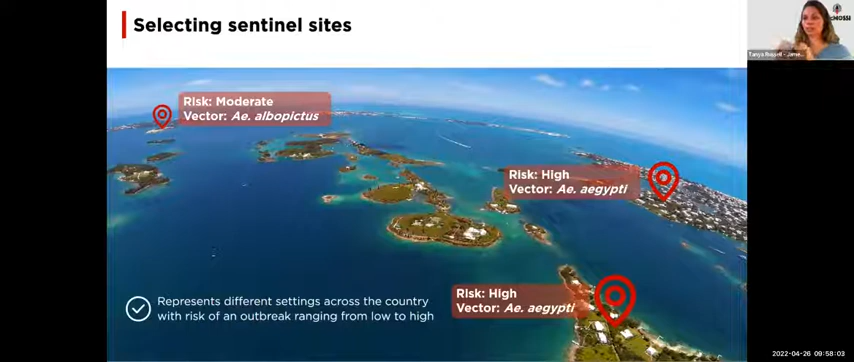 Selecting sentinel sites
Risk: Moderate
Vector: Ae. albopictus
Risk: High
Vector: Ae. aegypti
Risk: High
Vector: Ae. aegypti
Represents different settings across the country
with risk of an outbreak ranging from low to high
2022-04-26 09:58:03